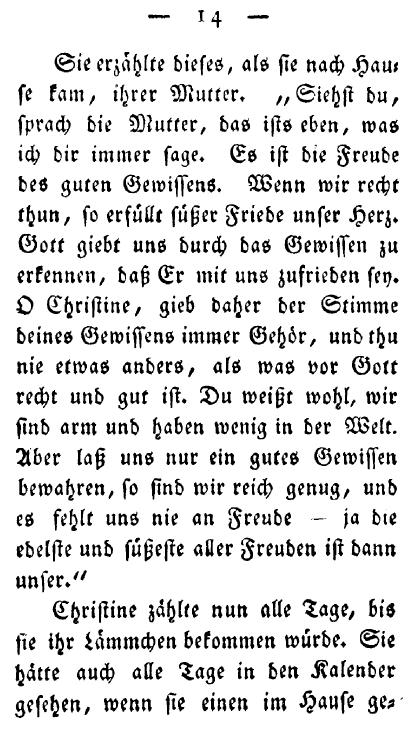 — 14 —
Sie erzählte dieses, als sie nach Hau⸗
se kam, ihrer Mutter. „Siehst du,
sprach die Mutter, das ists eben, was
ich dir immer sage. Es ist die Freude
des guten Gewissens. Wenn wir recht
thun, so erfüllt süßer Friede unser Herz.
Gott giebt uns durch das Gewissen zu
erkennen, daß Er mit uns zufrieden sey.
O Christine, gieb daher der Stimme
deines Gewissens immer Gehör, und thu
nie etwas anders, als was vor Gott
recht und gut ist. Du weißt wohl, wir
sind arm und haben wenig in der Welt.
Aber laß uns nur ein gutes Gewissen
bewahren, so sind wir reich genug, und
es fehlt uns nie an Freude — ja die
edelste und süßeste aller Freuden ist dann
unser.“
Christine zählte nun alle Tage, bis
sie ihr Lämmchen bekommen würde. Sie
hätte auch alle Tage in den Kalender
gesehen, wenn sie einen im Hause ge⸗